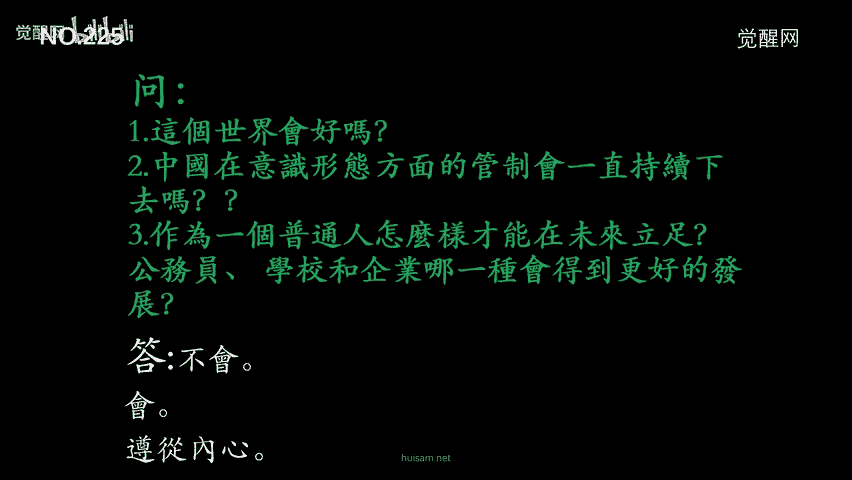 觉醒网
NO.225
觉醒网
问：
1.這個世界會好嗎？
2.中國在意識形態方面的管制會一直持續下
去嗎？？
3.作為一個普通人怎麼樣才能在未來立足？
公務員、 學校和企業哪一種會得到更好的發
展？
答:不會。
會。
遵從內心。
huisam.net